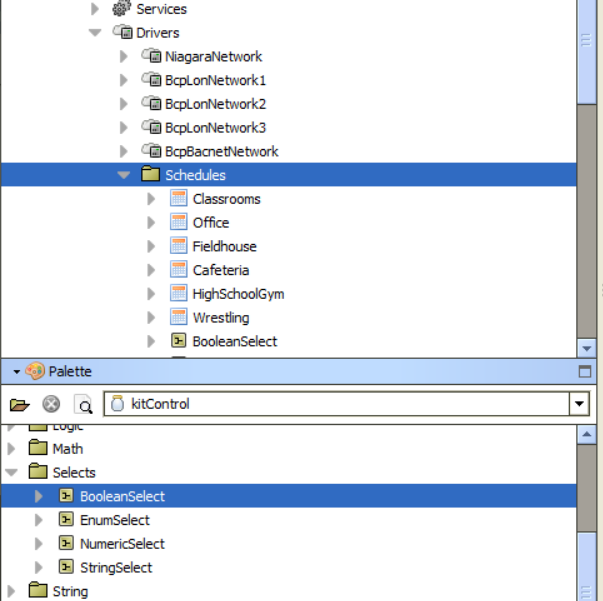 Services
Drivers
NiagaraNetwork
BcpLonNetwork1
BcpLonNetwork2
BcpLonNetwork3
BcpBacnetNetwork
Schedules
Classrooms
Office
Fieldhouse
Cafeteria
HighSchoolGym
Wrestling
BooleanSelect
Palette
kitControl
Logic
Math
Selects
BooleanSelect
EnumSelect
NumericSelect
StringSelect
String